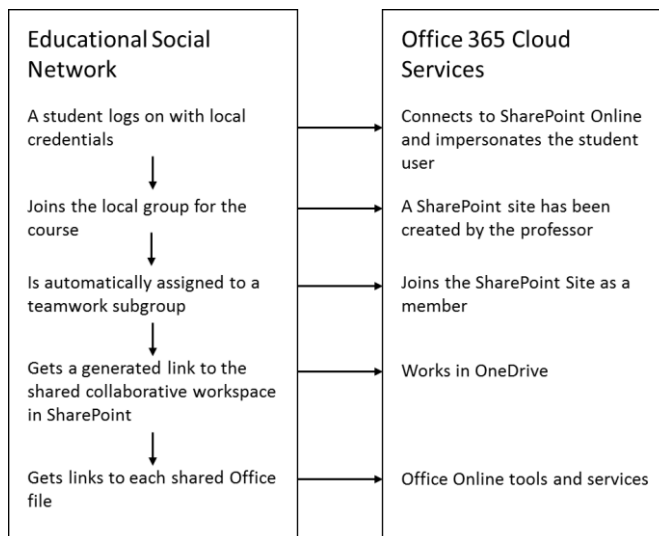 Educational Social
Network
A student logs on with local
credentials
Joins the local group for the
course
Is automatically assigned to a
teamwork subgroup
Gets a generated link to the
shared collaborative workspace
in SharePoint
Gets links to each shared Office
file
Office 365 Cloud
Services
Connects to SharePoint Online
and impersonates the student
user
A SharePoint site has been
created by the professor
Joins the SharePoint Site as a
member
Works in OneDrive
Office Online tools and services